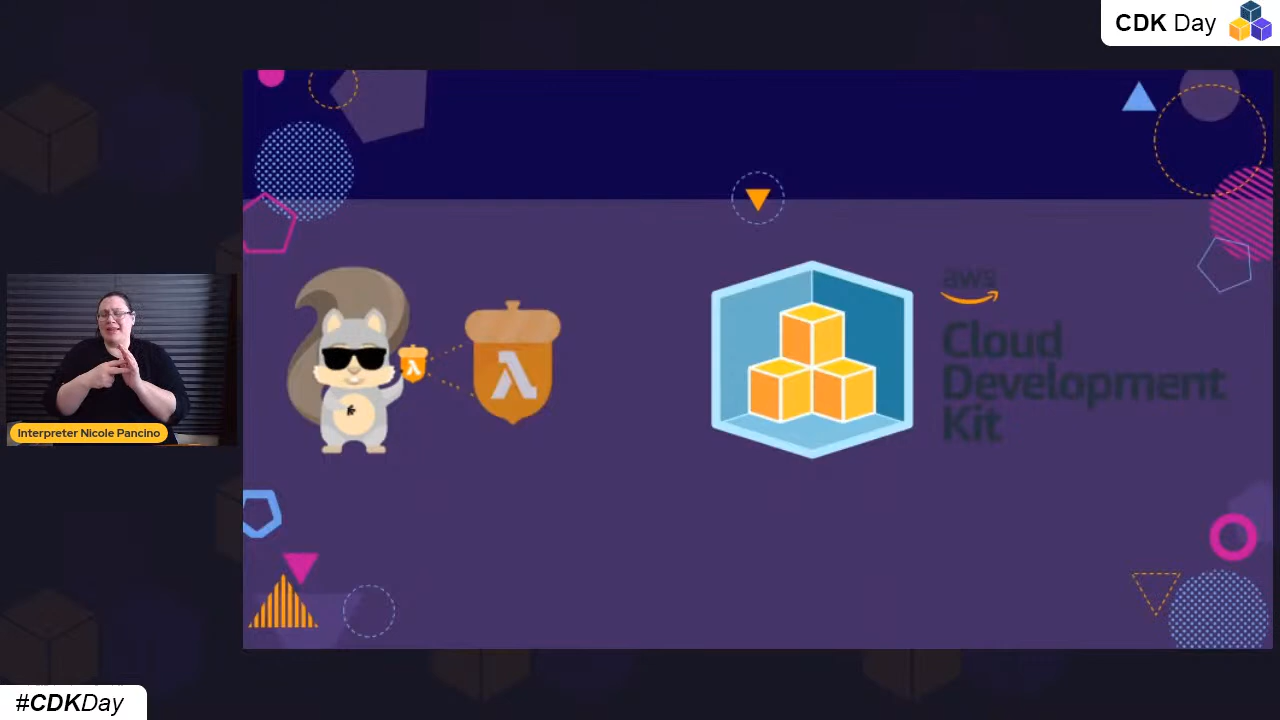 CDK Day
aws
Cloud
Development
Kit
Interpreter Nicole Pancino
#CDKDay